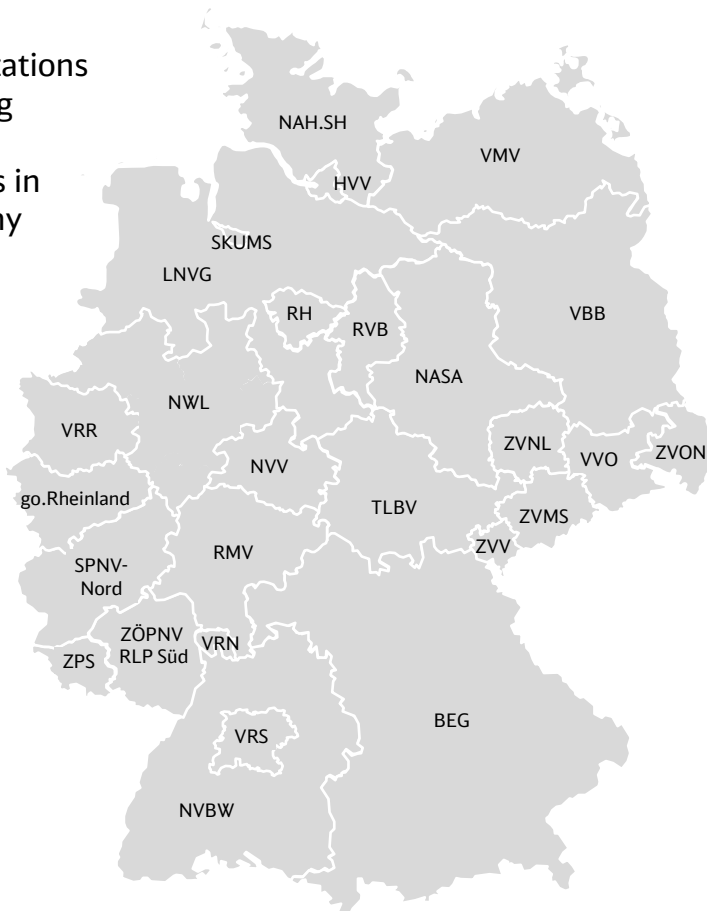 ations
g
s in
ny
NAH.SH
VMV
HVV
SKUMS
LNVG
RH
RVB
VBB
NASA
NWL
VRR
ZVNL
VVO
ZVON
NVV
go.Rheinland
TLBV
ZVMS
RMV
ZVV
SPNV-
Nord
ZÖPNV
RLP Süd
VRN
ZPS
BEG
VRS
NVBW